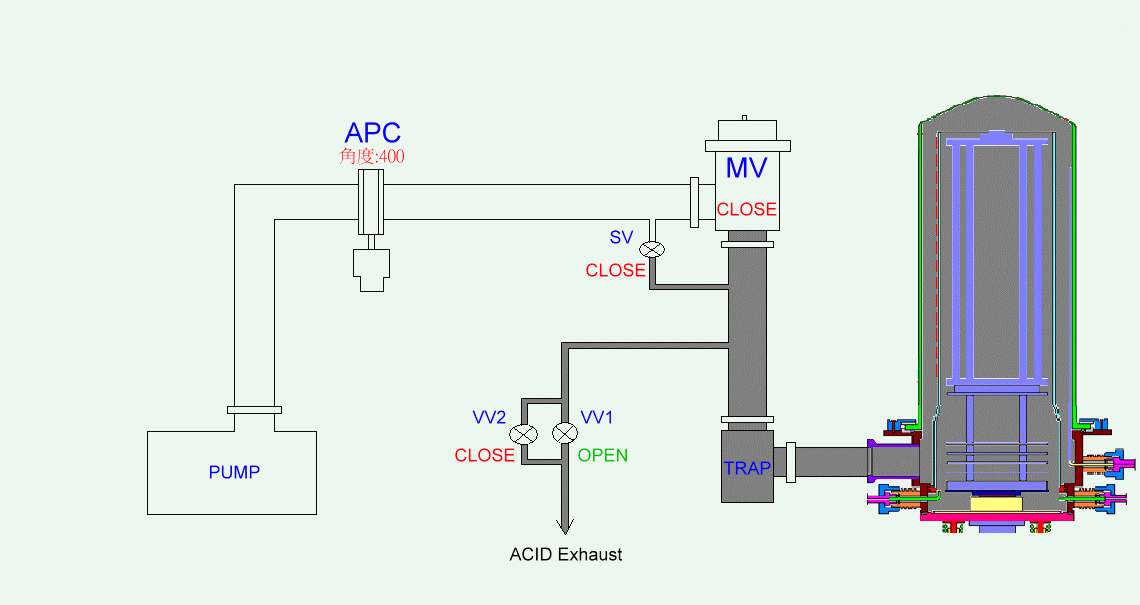 APC
角度:400
MV
CLOSE
SV
CLOSE
VV2
VV1
CLOSE
OPEN
PUMP
TRAP
ACID Exhaust